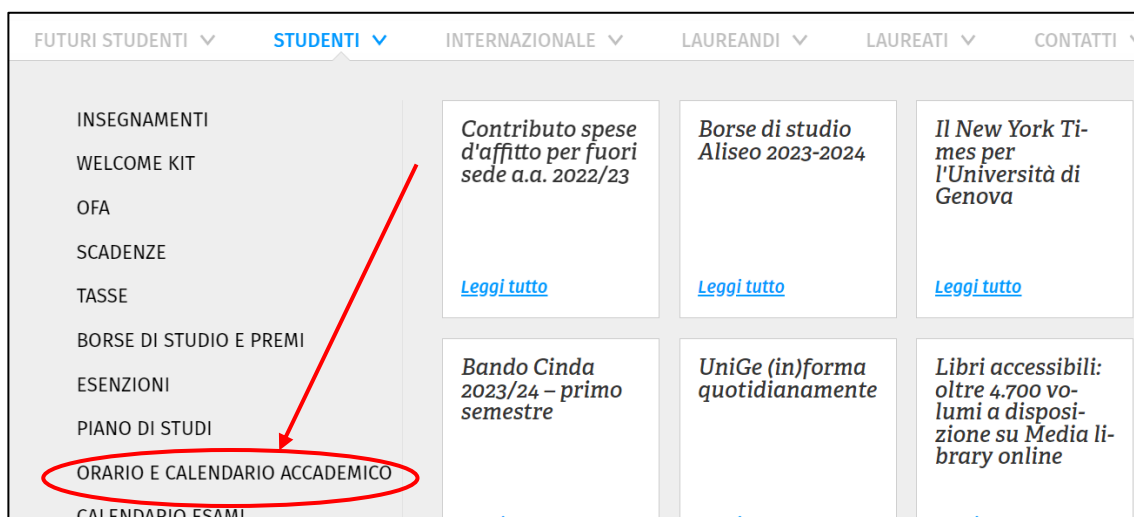 FUTURI STUDENTI
STUDENTI
INTERNAZIONALE
LAUREANDI
LAUREATI
CONTATTI
INSEGNAMENTI
WELCOME KIT
OFA
SCADENZE
TASSE
BORSE DI STUDIO E PREMI
ESENZIONI
PIANO DI STUDI
ORARIO E CALENDARIO ACCADEMICO
CALENDARIO ESAMI
Contributo spese
d'affitto per fuori
sede a.a. 2022/23
Leggi tutto
Borse di studio
Aliseo 2023-2024
Leggi tutto
Il New York Ti-
mes per
l'Università di
Genova
Leggi tutto
Bando Cinda
2023/24 – primo
semestre
UniGe (in)forma
quotidianamente
Libri accessibili:
oltre 4.700 vo-
lumi a disposi-
zione su Media li-
brary online